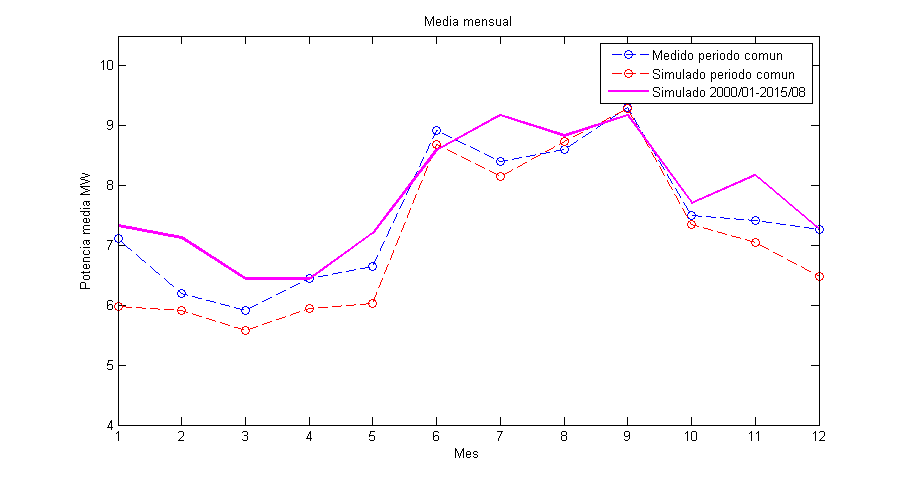 Media mensual
Medido periodo comun
Simulado periodo comun
Simulado 2000/01-2015/08
10
9
8
7
6
5
4
Potencia media MW
1 2 3 4 5 6 7 8 9 10 11 12
Mes